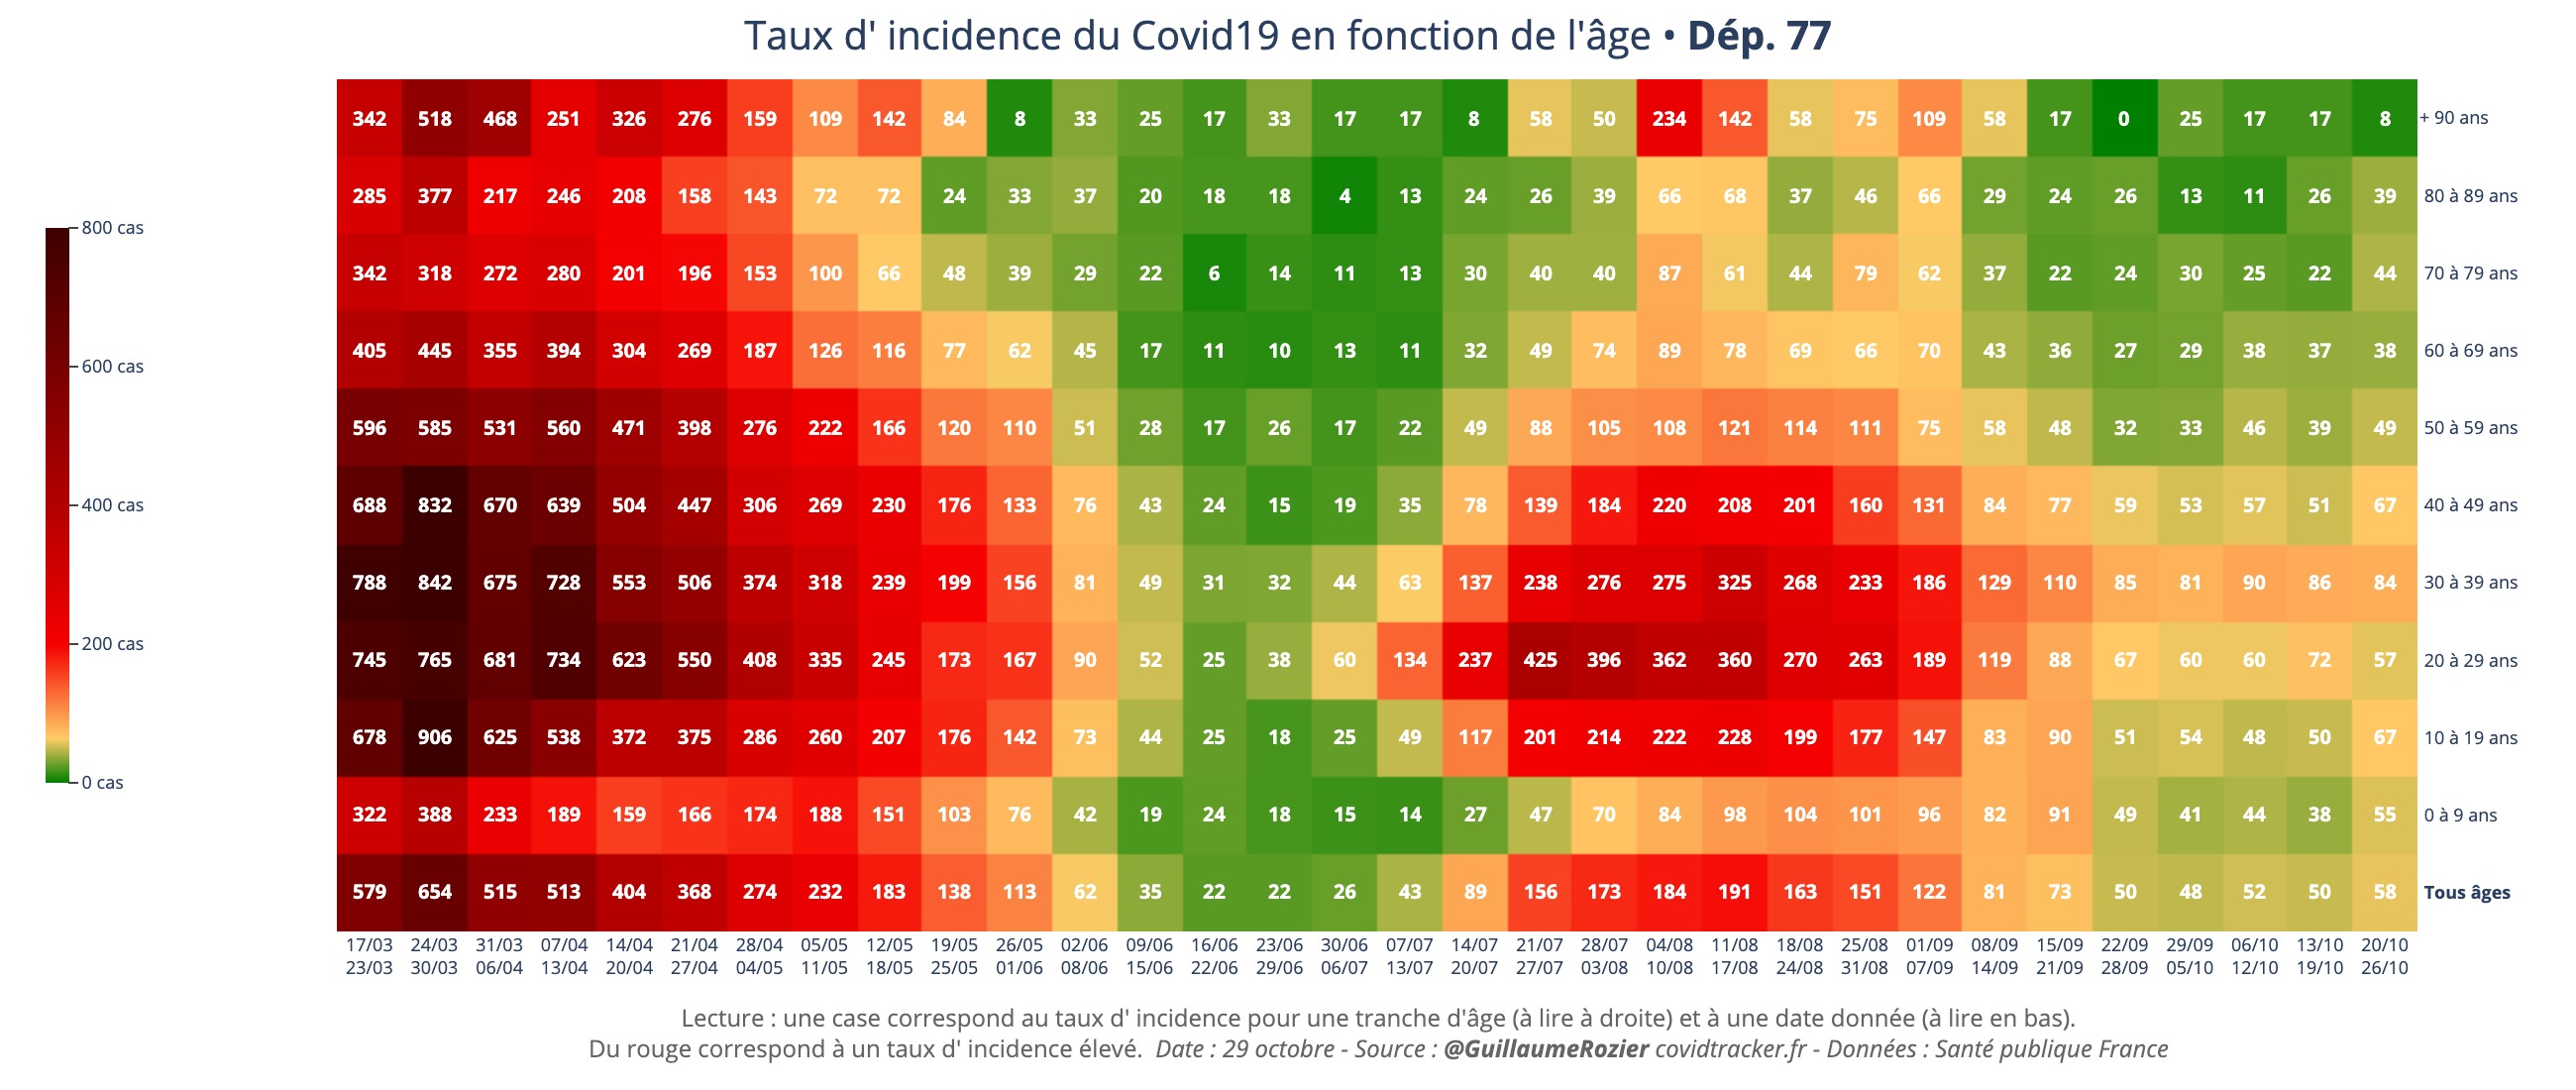 Taux d' incidence du Covid19 en fonction de l'âge • Dép. 77
342 518 468 251 326 276 159 109 142 84 8 33 25 17 33 17 17 8 58 50 234 142 58 75 109 58 17 0 25 17 17 8 + 90 ans
285 377 217 246 208 158 143 72 72 24 33 37 20 18 18 4 13 24 26 39 66 68 37 46 66 29 24 26 13 11 26 39 80 à 89 ans
342 318 272 280 201 196 153 100 66 48 39 29 22 6 14 11 13 30 40 40 87 61 44 79 62 37 22 24 30 25 22 44 70 à 79 ans
405 445 355 394 304 269 187 126 116 77 62 45 17 11 10 13 11 32 49 74 89 78 69 66 70 43 36 27 29 38 37 38 60 à 69 ans
596 585 531 560 471 398 276 222 166 120 110 51 28 17 26 17 22 49 88 105 108 121 114 111 75 58 48 32 33 46 39 49 50 à 59 ans
688 832 670 639 504 447 306 269 230 176 133 76 43 24 15 19 35 78 139 184 220 208 201 160 131 84 77 59 53 57 51 67 40 à 49 ans
788 842 675 728 553 506 374 318 239 199 156 81 49 31 32 44 63 137 238 276 275 325 268 233 186 129 110 85 81 90 86 84 30 à 39 ans
745 765 681 734 623 550 408 335 245 173 167 90 52 25 38 60 134 237 425 396 362 360 270 263 189 119 88 67 60 60 72 57 20 à 29 ans
678 906 625 538 372 375 286 260 207 176 142 73 44 25 18 25 49 117 201 214 222 228 199 177 147 83 90 51 54 48 50 67 10 à 19 ans
322 388 233 189 159 166 174 188 151 103 76 42 19 24 18 15 14 27 47 70 84 98 104 101 96 82 91 49 41 44 38 55 0 à 9 ans
579 654 515 513 404 368 274 232 183 138 113 62 35 22 22 26 43 89 156 173 184 191 163 151 122 81 73 50 48 52 50 58 Tous âges
17/03 24/03 31/03 07/04 14/04 21/04 28/04 05/05 12/05 19/05 26/05 02/06 09/06 16/06 23/06 30/06 07/07 14/07 21/07 28/07 04/08 11/08 18/08 25/08 01/09 08/09 15/09 22/09 29/09 06/10 13/10 20/10
23/03 30/03 06/04 13/04 20/04 27/04 04/05 11/05 18/05 25/05 01/06 08/06 15/06 22/06 29/06 06/07 13/07 20/07 27/07 03/08 10/08 17/08 24/08 31/08 07/09 14/09 21/09 28/09 05/10 12/10 19/10 26/10
800 cas
600 cas
400 cas
200 cas
0 cas
Lecture : une case correspond au taux d' incidence pour une tranche d'âge (à lire à droite) et à une date donnée (à lire en bas).
Du rouge correspond à un taux d' incidence élevé. Date : 29 octobre - Source : @GuillaumeRozier covidtracker.fr - Données : Santé publique France